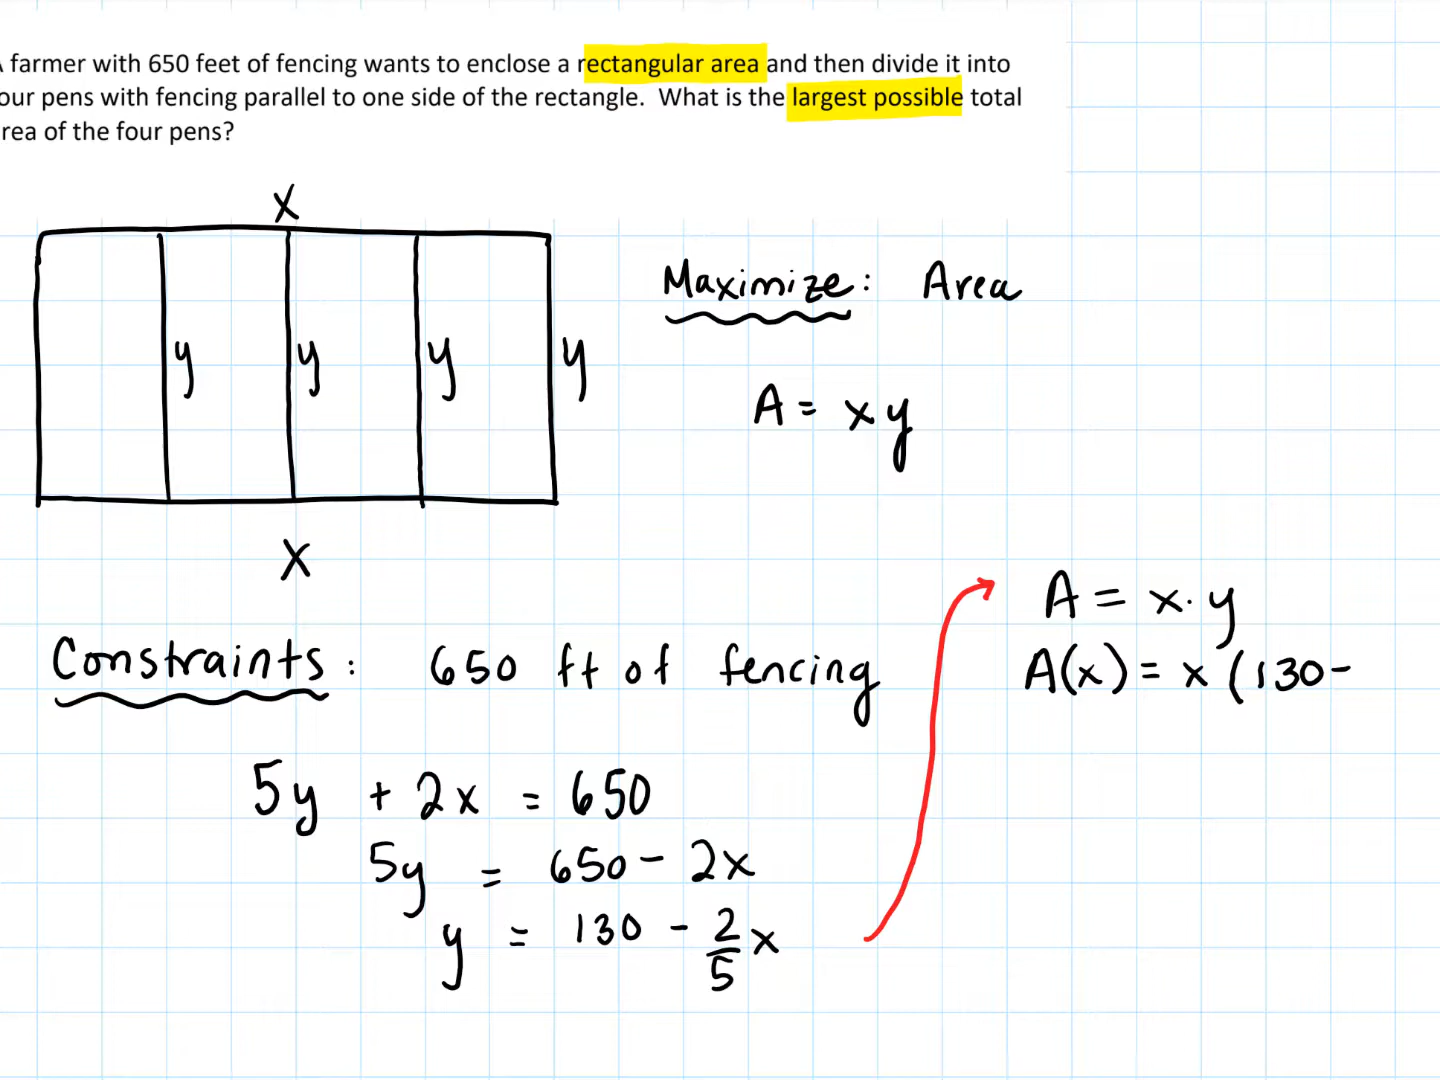 farmer with 650 feet of fencing wants to enclose a rectangular area and then divide it into
our pens with fencing parallel to one side of the rectangle. What is the largest possible total
rea of the four pens?
x
y y y y
x
Maximize: Area
A = xy
Constraints: 650 ft of fencing
5y + 2x = 650
5y = 650 - 2x
y = 130 - 2/5 x
A = x · y
A(x) = x (130 -